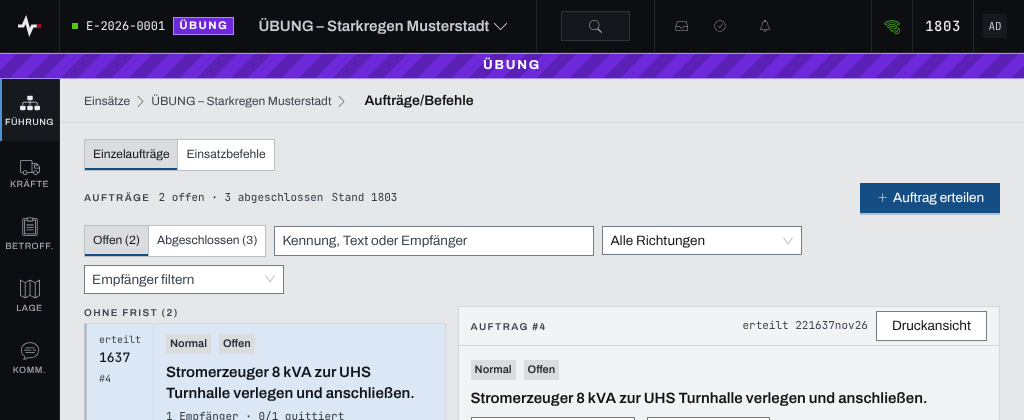 E-2026-0001 ÜBUNG ÜBUNG – Starkregen Musterstadt 1803 AD
ÜBUNG
FÜHRUNG
KRÄFTE
BETROFF.
LAGE
KOMM.
Einsätze ÜBUNG – Starkregen Musterstadt Aufträge/Befehle
Einzelaufträge Einsatzbefehle
AUFTRÄGE 2 offen · 3 abgeschlossen Stand 1803
+ Auftrag erteilen
Offen (2) Abgeschlossen (3) Kennung, Text oder Empfänger Alle Richtungen
Empfänger filtern
OHNE FRIST (2)
erteilt
1637
#4
Normal Offen
Stromerzeuger 8 kVA zur UHS
Turnhalle verlegen und anschließen.
1 Empfänger · 0/1 quittiert
AUFTRAG #4 erteilt 221637nov26 Druckansicht
Normal Offen
Stromerzeuger 8 kVA zur UHS Turnhalle verlegen und anschließen.